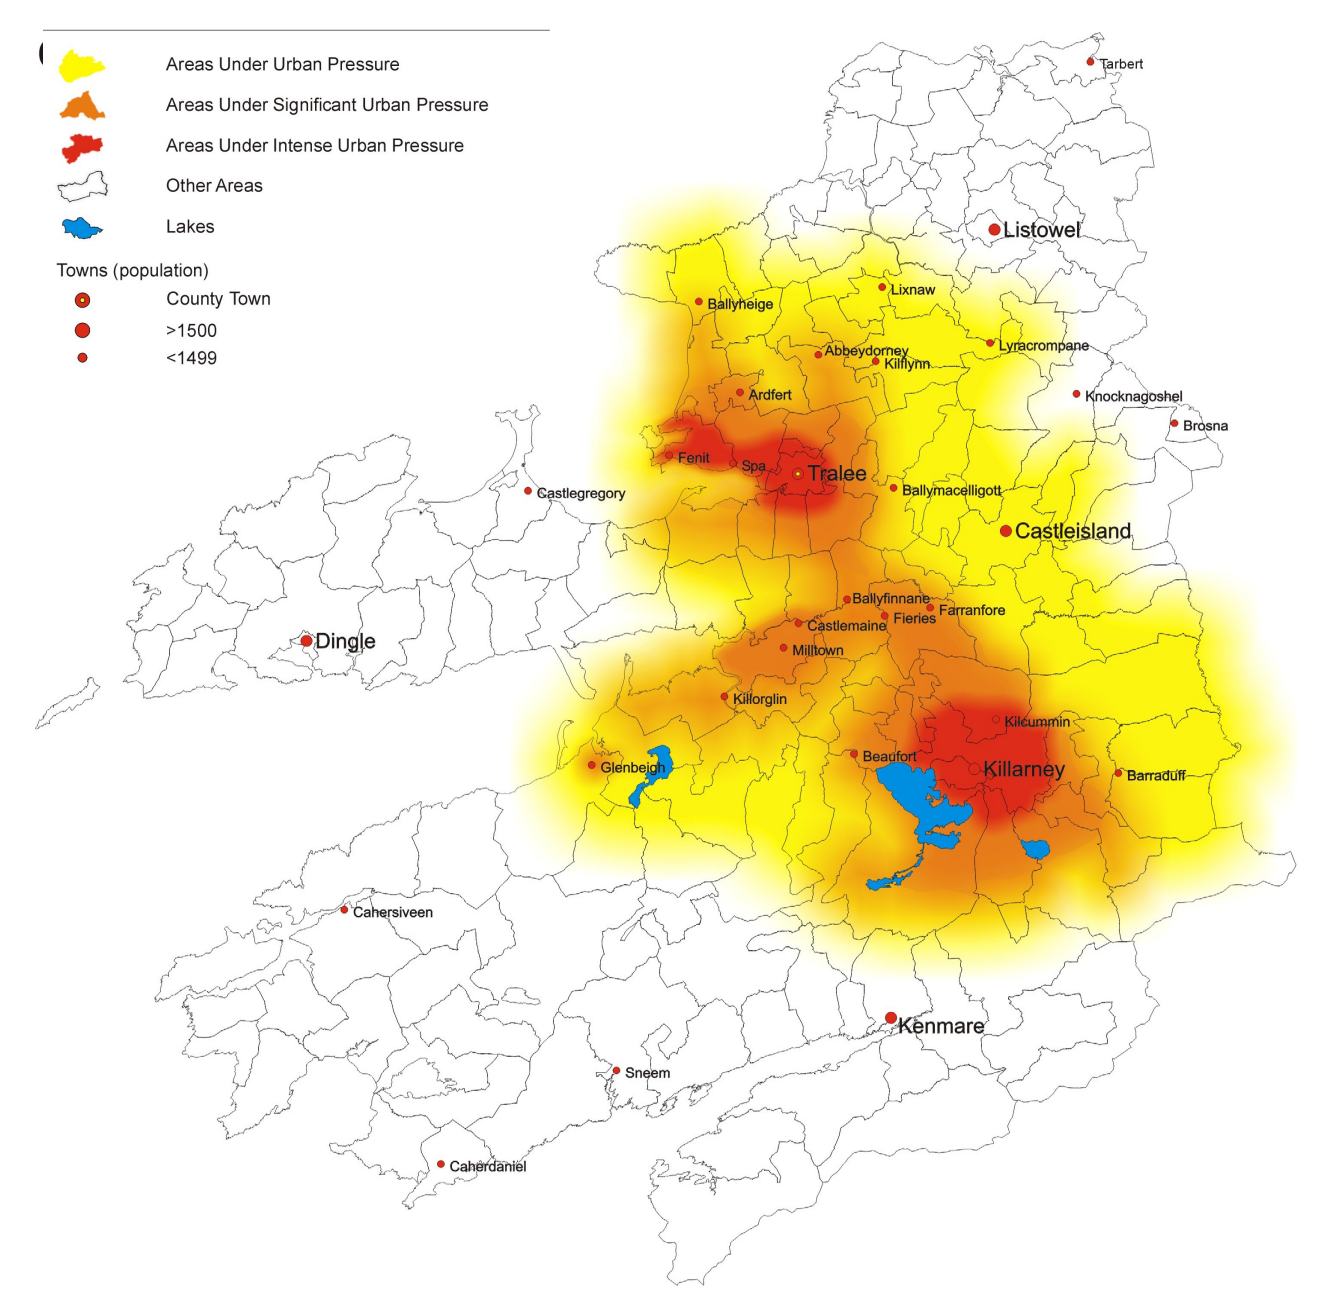 Areas Under Urban Pressure
Areas Under Significant Urban Pressure
Areas Under Intense Urban Pressure
Other Areas
Lakes
Towns (population)
County Town
>1500
<1499
Tarbert
Listowel
Lixnaw
Ballyheige
Lyracrompane
Abbeydorney
Kilflynn
Ardfert
Knocknagoshel
Brosna
Fenit
Spa
Tralee
Ballymacelligott
Castlegregory
Castleisland
Ballyfinnane
Farranfore
Fieries
Castlemaine
Dingle
Milltown
Killorglin
Kilcummin
Beaufort
Glenbeigh
Killarney
Barraduff
Cahersiveen
Kenmare
Sneem
Caherdaniel